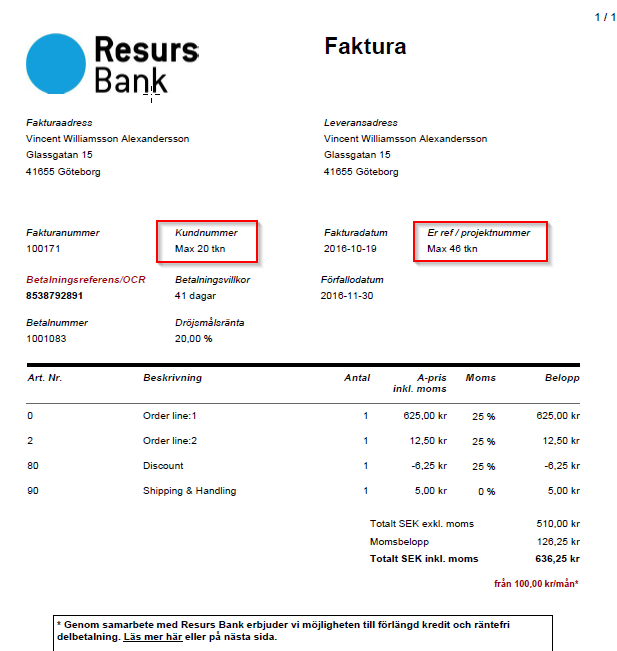 1 / 1
Resurs
Bank
Faktura
Fakturaadress
Vincent Williamsson Alexandersson
Glassgatan 15
41655 Göteborg
Leveransadress
Vincent Williamsson Alexandersson
Glassgatan 15
41655 Göteborg
Fakturanummer Kundnummer Fakturadatum Er ref / projektnummer
100171 Max 20 tkn 2016-10-19 Max 46 tkn
Betalningsreferens/OCR Betalningsvillkor Förfallodatum
8538792891 41 dagar 2016-11-30
Betalnummer Dröjsmålsränta
1001083 20,00 %
Art. Nr. Beskrivning Antal A-pris Moms Belopp
inkl. moms
0 Order line:1 1 625,00 kr 25 % 625,00 kr
2 Order line:2 1 12,50 kr 25 % 12,50 kr
80 Discount 1 -6,25 kr 25 % -6,25 kr
90 Shipping & Handling 1 5,00 kr 0 % 5,00 kr
Totalt SEK exkl. moms 510,00 kr
Momsbelopp 126,25 kr
Totalt SEK inkl. moms 636,25 kr
från 100,00 kr/mån*
* Genom samarbete med Resurs Bank erbjuder vi möjligheten till förlängd kredit och räntefri
delbetalning. Läs mer här eller på nästa sida.